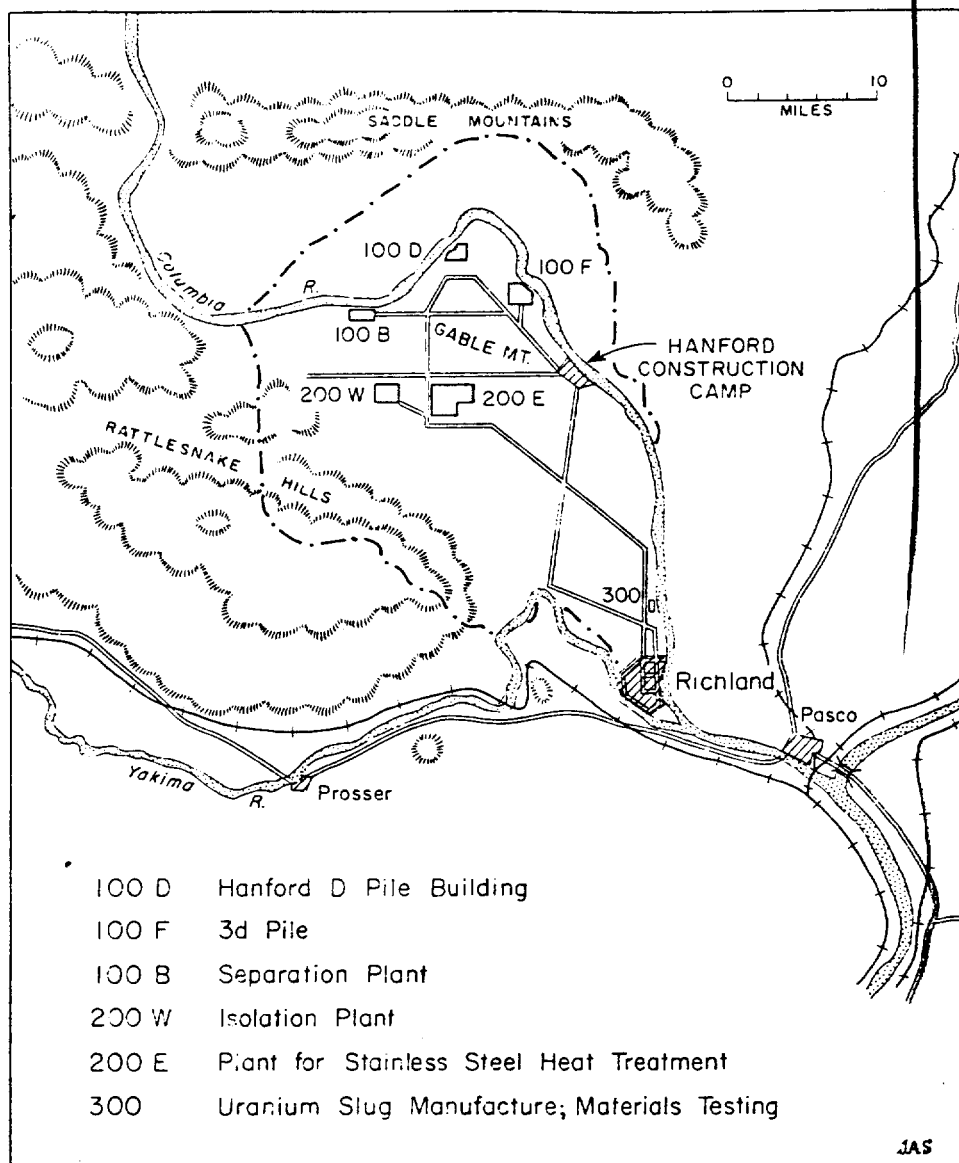 0 10
MILES
SADDLE MOUNTAINS
100 D
100 F
Columbia R.
100 B
GABLE MT.
HANFORD
CONSTRUCTION
CAMP
200 W
200 E
RATTLESNAKE HILLS
300
Richland
Pasco
Yakima R.
Prosser
100 D Hanford D Pile Building
100 F 3d Pile
100 B Separation Plant
200 W Isolation Plant
200 E Plant for Stainless Steel Heat Treatment
300 Uranium Slug Manufacture; Materials Testing
JAS